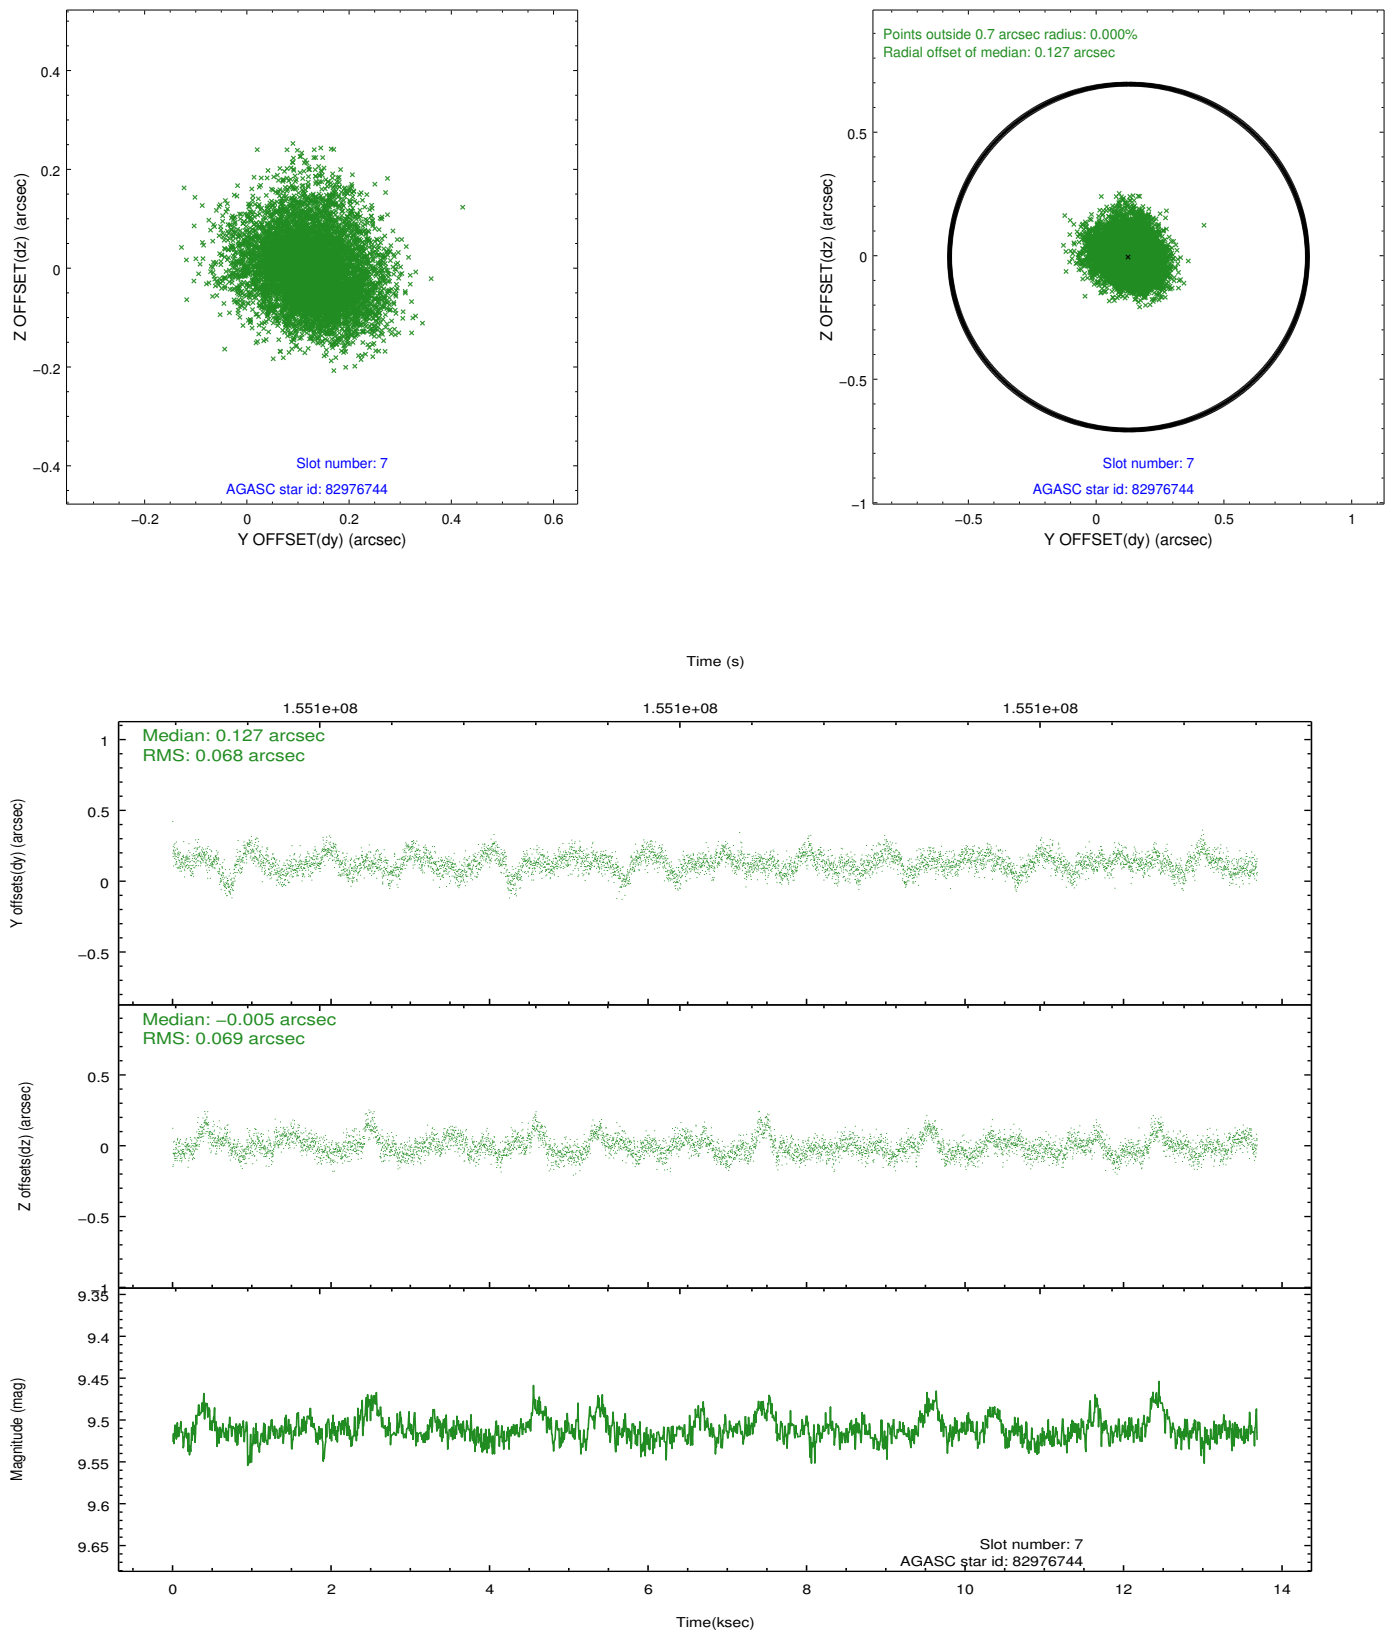 0.4
0.2
0
−0.2
−0.4
Z OFFSET(dz) (arcsec)
Slot number: 7
AGASC star id: 82976744
−0.2 0 0.2 0.4 0.6
Y OFFSET(dy) (arcsec)
Points outside 0.7 arcsec radius: 0.000%
Radial offset of median: 0.127 arcsec
0.5
0
−0.5
−1
Z OFFSET(dz) (arcsec)
Slot number: 7
AGASC star id: 82976744
−0.5 0 0.5 1
Y OFFSET(dy) (arcsec)
Time (s)
1.551e+08 1.551e+08 1.551e+08
Median: 0.127 arcsec
RMS: 0.068 arcsec
1
0.5
0
−0.5
Y offsets(dy) (arcsec)
Median: −0.005 arcsec
RMS: 0.069 arcsec
0.5
0
−0.5
−1
Z offsets(dz) (arcsec)
9.35
9.4
9.45
9.5
9.55
9.6
9.65
Magnitude (mag)
Slot number: 7
AGASC star id: 82976744
0 2 4 6 8 10 12 14
Time(ksec)